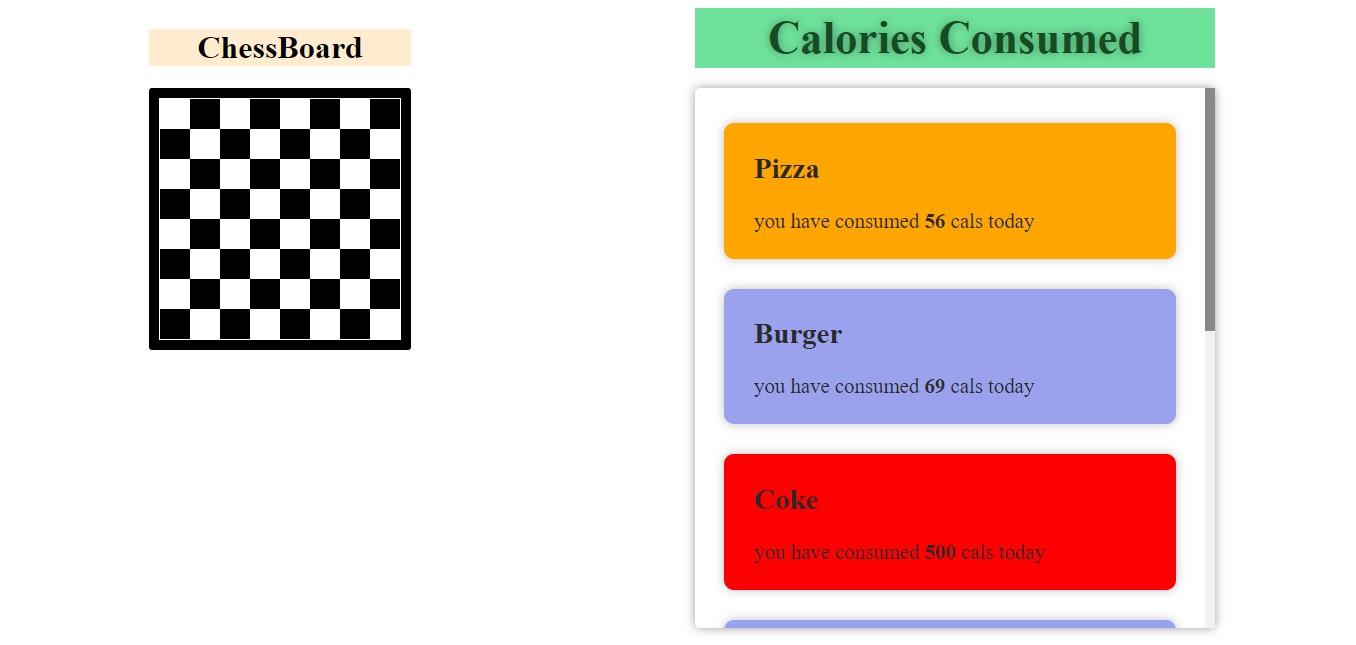 ChessBoard
Calories Consumed
Pizza
you have consumed 56 cals today
Burger
you have consumed 69 cals today
Coke
you have consumed 500 cals today